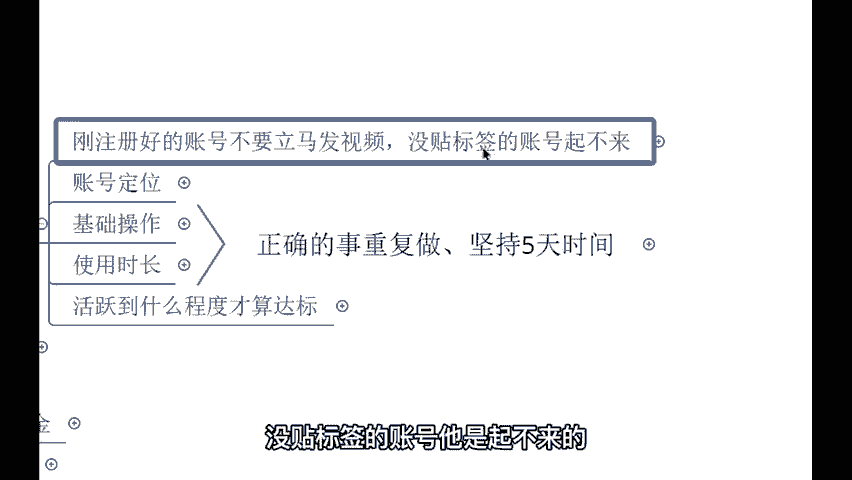 刚注册好的账号不要立马发视频，没贴标签的账号起不来
账号定位
基础操作
使用时长
正确的事重复做、坚持5天时间
活跃到什么程度才算达标
没贴标签的账号他是起不来的